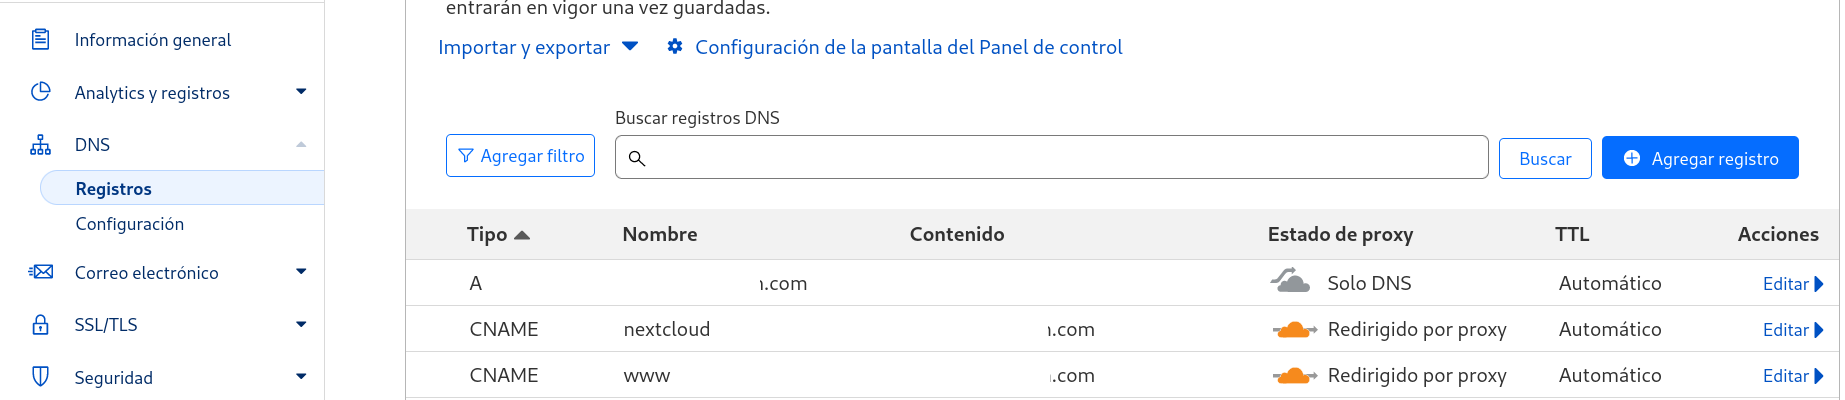 entrarán en vigor una vez guardadas.
Importar y exportar Configuración de la pantalla del Panel de control
Información general
Analytics y registros
DNS
Registros
Configuración
Correo electrónico
SSL/TLS
Seguridad
Buscar registros DNS
Agregar filtro Buscar Agregar registro
Tipo Nombre Contenido Estado de proxy TTL Acciones
A .com Solo DNS Automático Editar
CNAME nextcloud .com Redirigido por proxy Automático Editar
CNAME www .com Redirigido por proxy Automático Editar